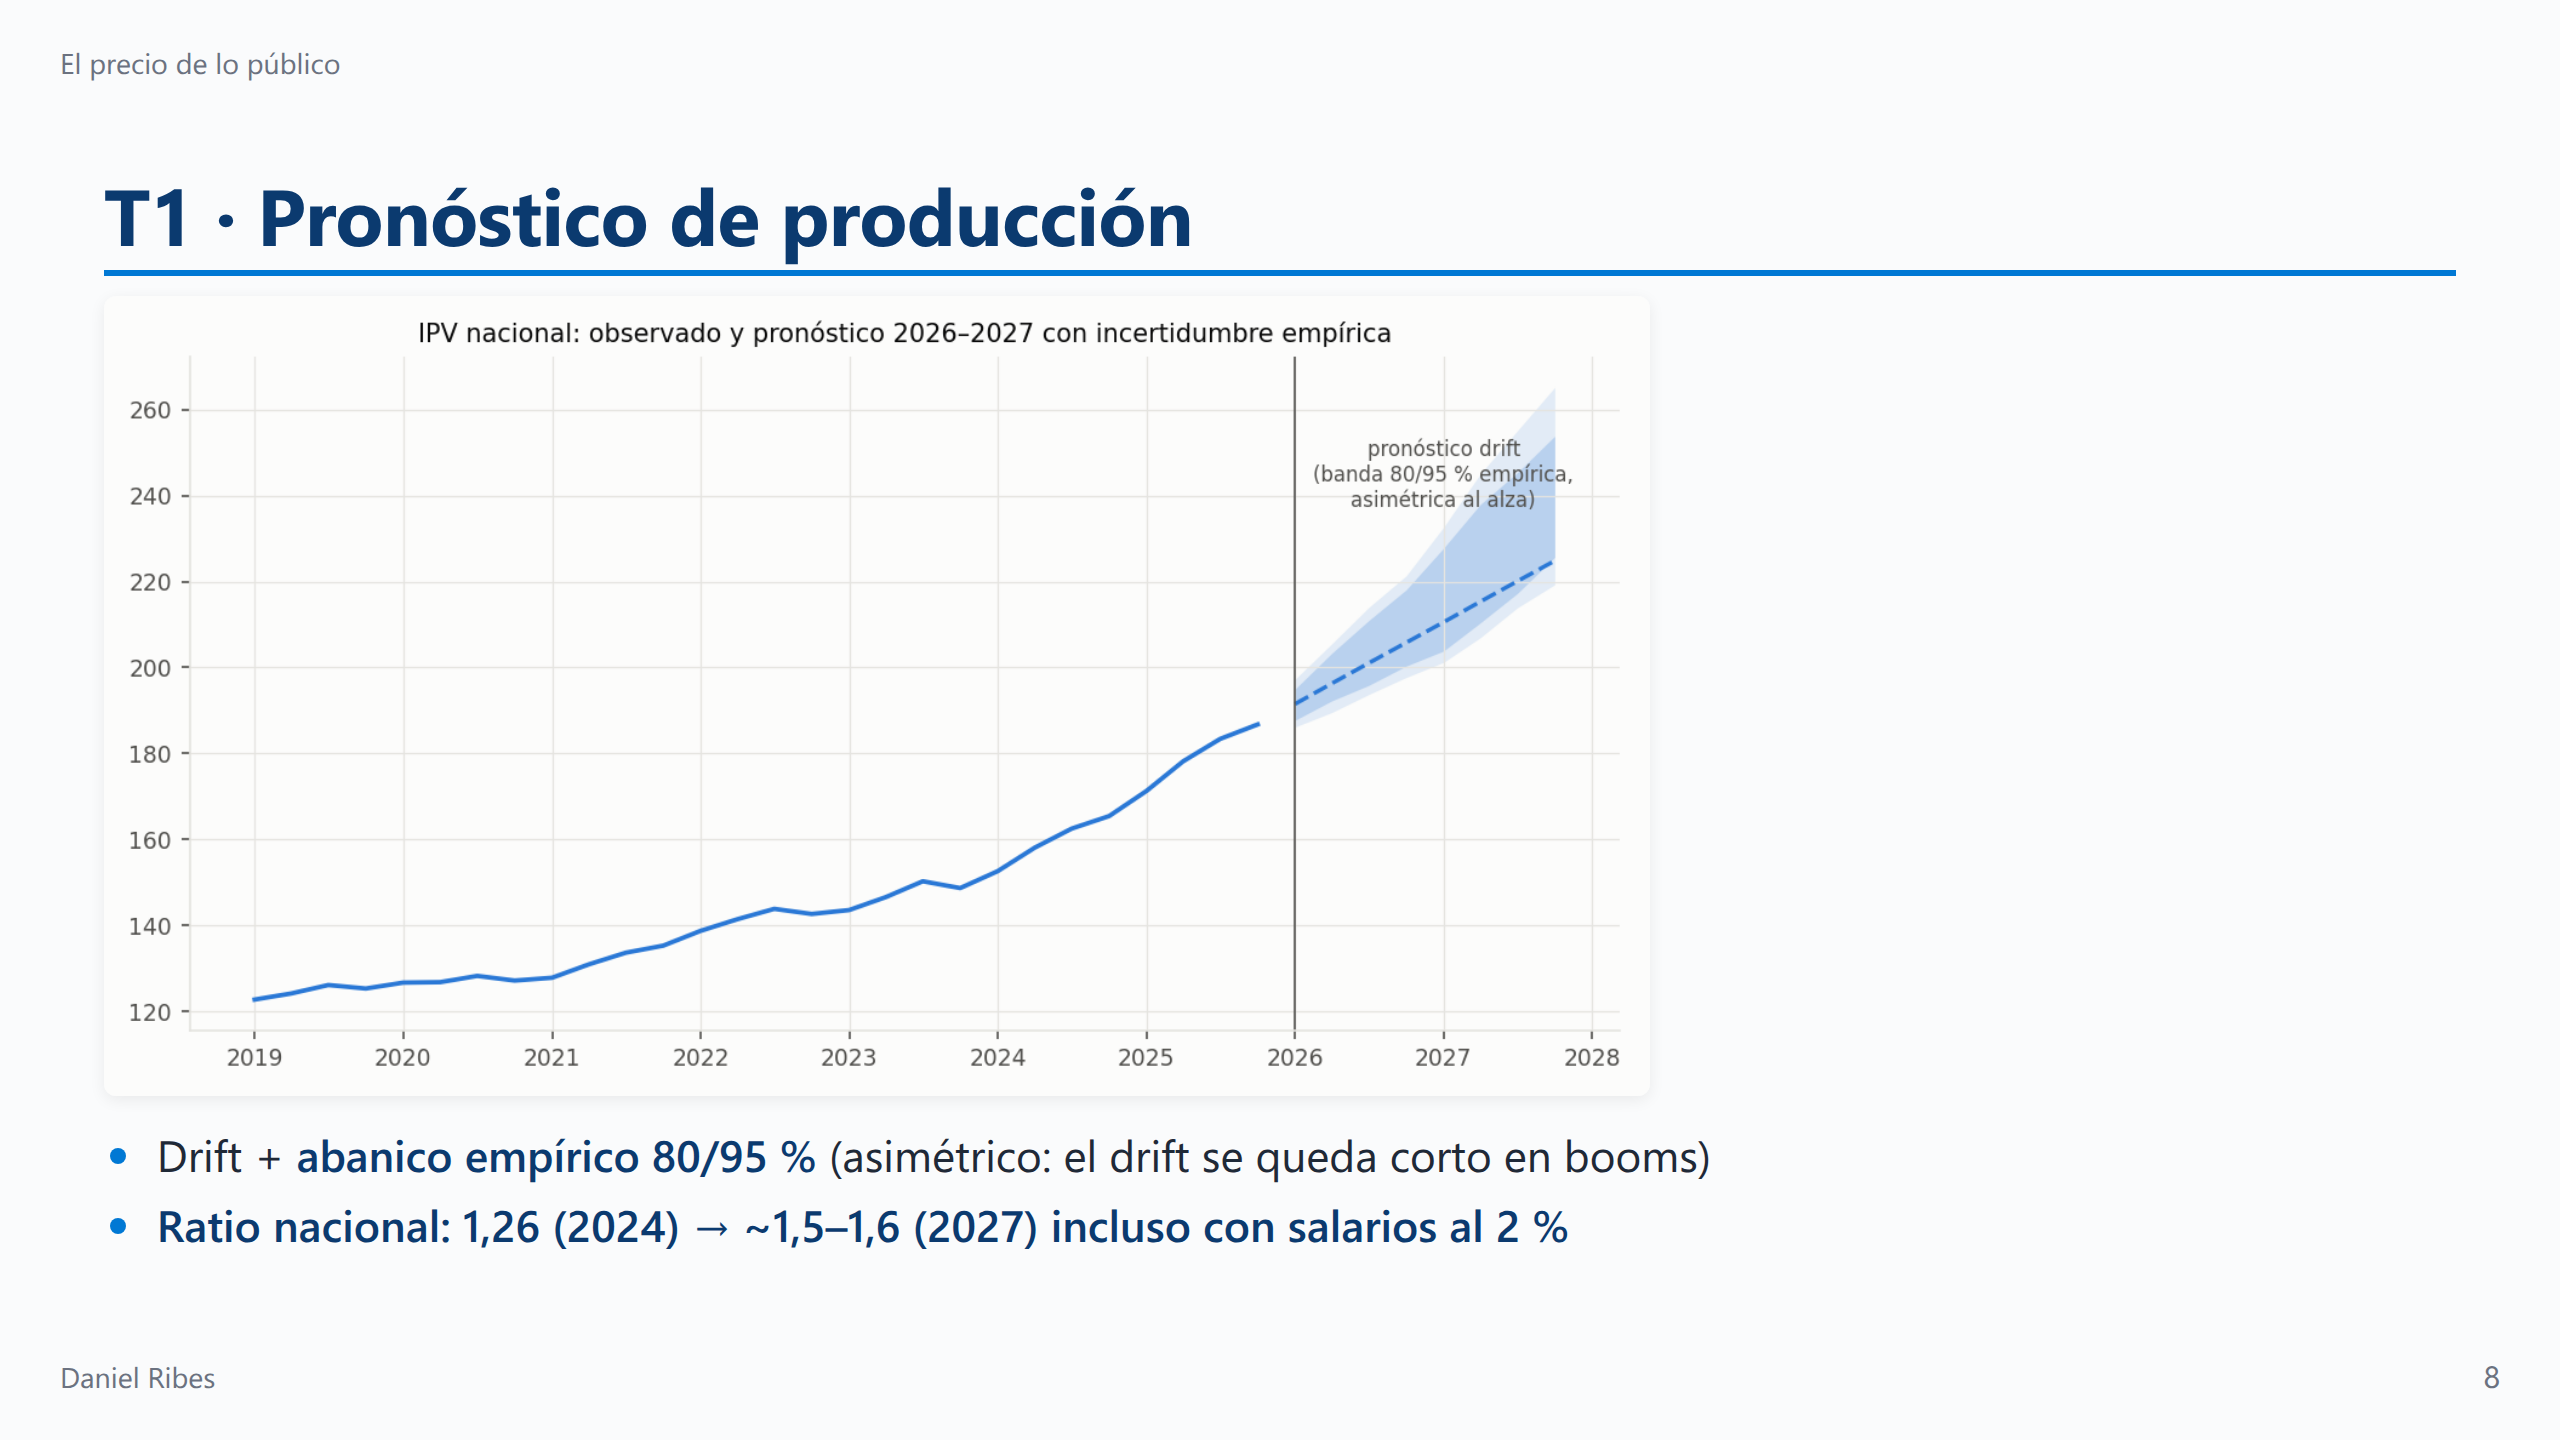 El precio de lo público
T1 · Pronóstico de producción
IPV nacional: observado y pronóstico 2026–2027 con incertidumbre empírica
260
240
220
200
180
160
140
120
pronóstico drift
(banda 80/95 % empírica,
asimétrica al alza)
2019 2020 2021 2022 2023 2024 2025 2026 2027 2028
• Drift + abanico empírico 80/95 % (asimétrico: el drift se queda corto en booms)
• Ratio nacional: 1,26 (2024) → ~1,5–1,6 (2027) incluso con salarios al 2 %
Daniel Ribes
8